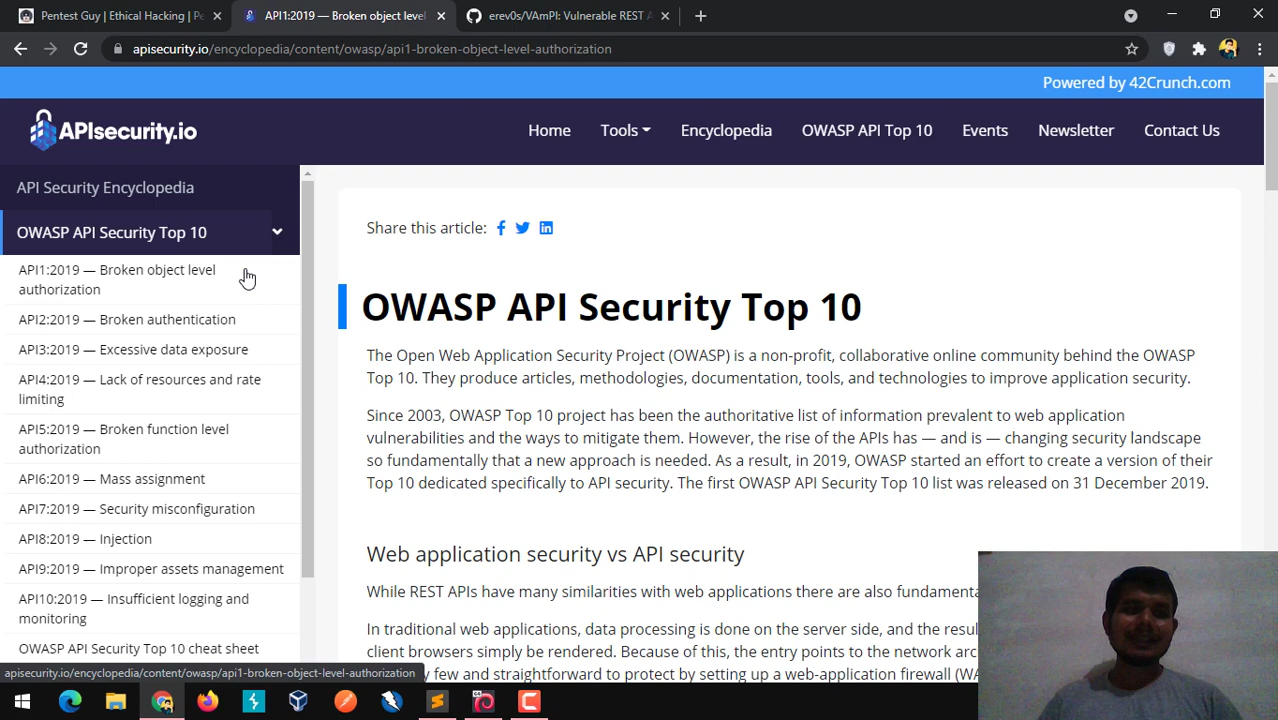 Pentest Guy | Ethical Hacking | Pe
API1:2019 — Broken object level
erev0s/VAmPI: Vulnerable REST A
apisecurity.io/encyclopedia/content/owasp/api1-broken-object-level-authorization
Powered by 42Crunch.com
APIsecurity.io
Home
Tools
Encyclopedia
OWASP API Top 10
Events
Newsletter
Contact Us
API Security Encyclopedia
OWASP API Security Top 10
API1:2019 — Broken object level
authorization
API2:2019 — Broken authentication
API3:2019 — Excessive data exposure
API4:2019 — Lack of resources and rate
limiting
API5:2019 — Broken function level
authorization
API6:2019 — Mass assignment
API7:2019 — Security misconfiguration
API8:2019 — Injection
API9:2019 — Improper assets management
API10:2019 — Insufficient logging and
monitoring
OWASP API Security Top 10 cheat sheet
Share this article:
OWASP API Security Top 10
The Open Web Application Security Project (OWASP) is a non-profit, collaborative online community behind the OWASP
Top 10. They produce articles, methodologies, documentation, tools, and technologies to improve application security.
Since 2003, OWASP Top 10 project has been the authoritative list of information prevalent to web application
vulnerabilities and the ways to mitigate them. However, the rise of the APIs has — and is — changing security landscape
so fundamentally that a new approach is needed. As a result, in 2019, OWASP started an effort to create a version of their
Top 10 dedicated specifically to API security. The first OWASP API Security Top 10 list was released on 31 December 2019.
Web application security vs API security
While REST APIs have many similarities with web applications there are also fundamenta
In traditional web applications, data processing is done on the server side, and the resul
client browsers simply be rendered. Because of this, the entry points to the network arc
y few and straightforward to protect by setting up a web-application firewall (WA
apisecurity.io/encyclopedia/content/owasp/api1-broken-object-level-authorization